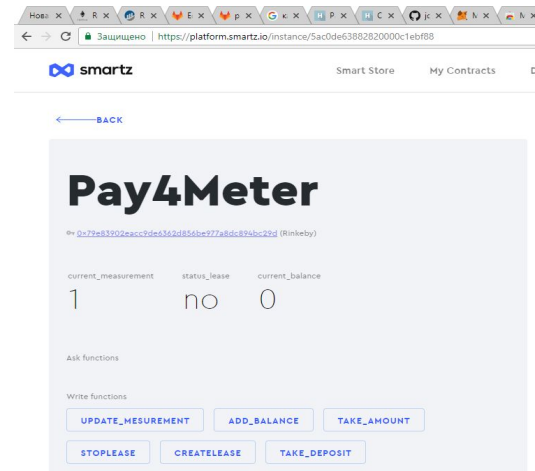 Нова
R
R
E
p
G к
P
C
jc
N
N
Защищено | https://platform.smartz.io/instance/5ac0de63882820000c1ebf88
smartz Smart Store My Contracts D
BACK
Pay4Meter
0x79e83902eacc9de6362d856be977a8dc894bc29d (Rinkeby)
current_measurement status_lease current_balance
1 no 0
Ask functions
Write functions
UPDATE_MESUREMENT ADD_BALANCE TAKE_AMOUNT
STOPLEASE CREATELEASE TAKE_DEPOSIT